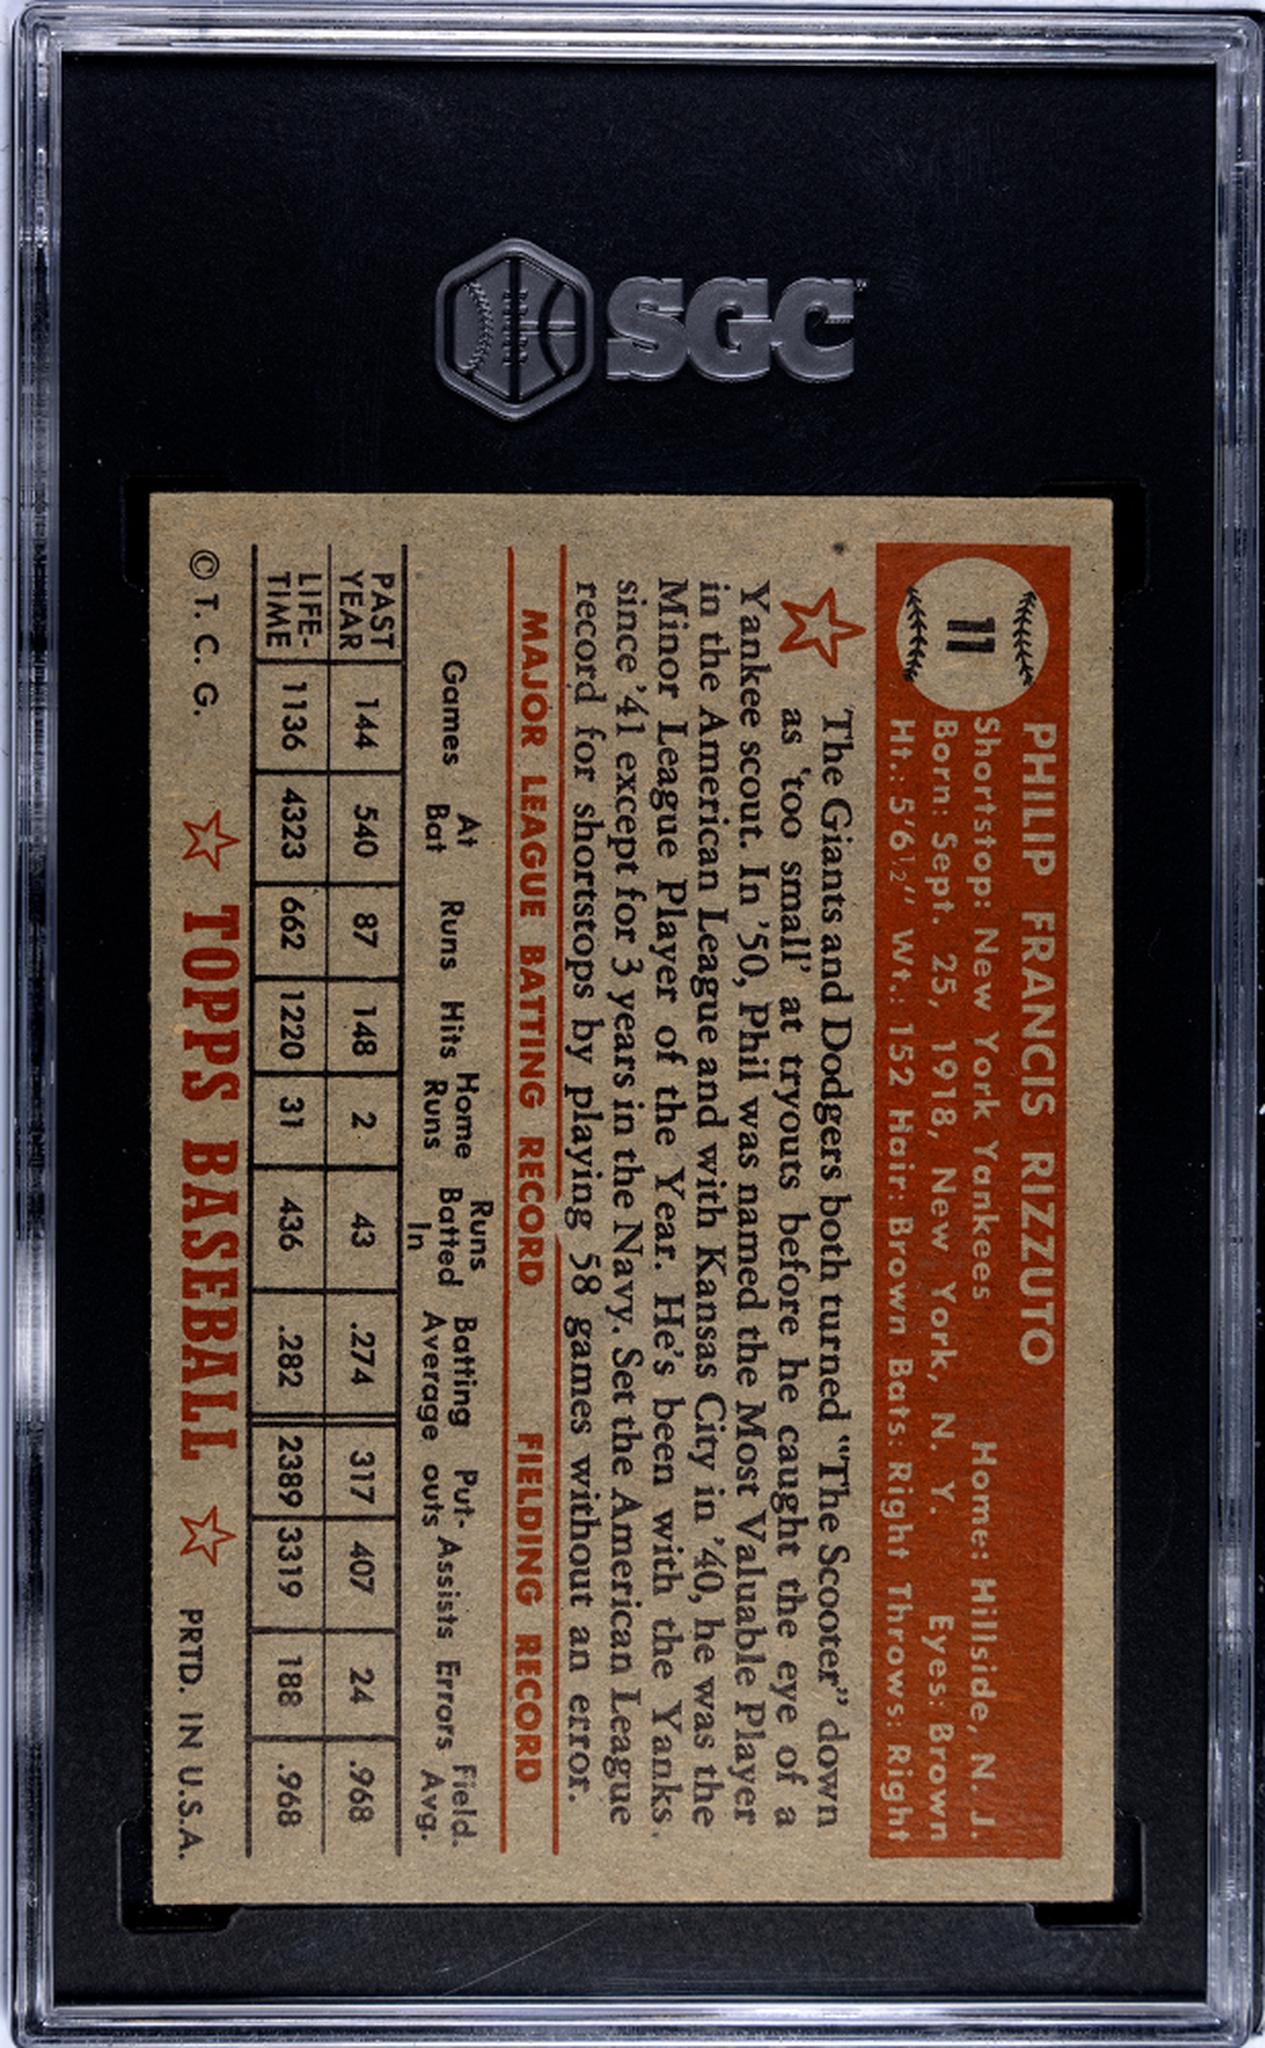 SGC
11
PHILIP FRANCIS RIZZUTO
Shortstop: New York Yankees Home: Hillside, N. J.
Born: Sept. 25, 1918, New York, N. Y. Eyes: Brown
Ht.: 5'6½" Wt.: 152 Hair: Brown Bats: Right Throws: Right
The Giants and Dodgers both turned "The Scooter" down
as 'too small' at tryouts before he caught the eye of a
Yankee scout. In '50, Phil was named the Most Valuable Player
in the American League and with Kansas City in '40, he was the
Minor League Player of the Year. He's been with the Yanks
since '41 except for 3 years in the Navy. Set the American League
record for shortstops by playing 58 games without an error.
MAJOR LEAGUE BATTING RECORD FIELDING RECORD
Games At Bat Runs Hits Home Runs Runs Batted In Batting Average Put-outs Assists Errors Field. Avg.
PAST YEAR 144 540 87 148 2 43 .274 317 407 24 .968
LIFE-TIME 1136 4323 662 1220 31 436 .282 2389 3319 188 .968
© T. C. G. TOPPS BASEBALL PRTD. IN U.S.A.